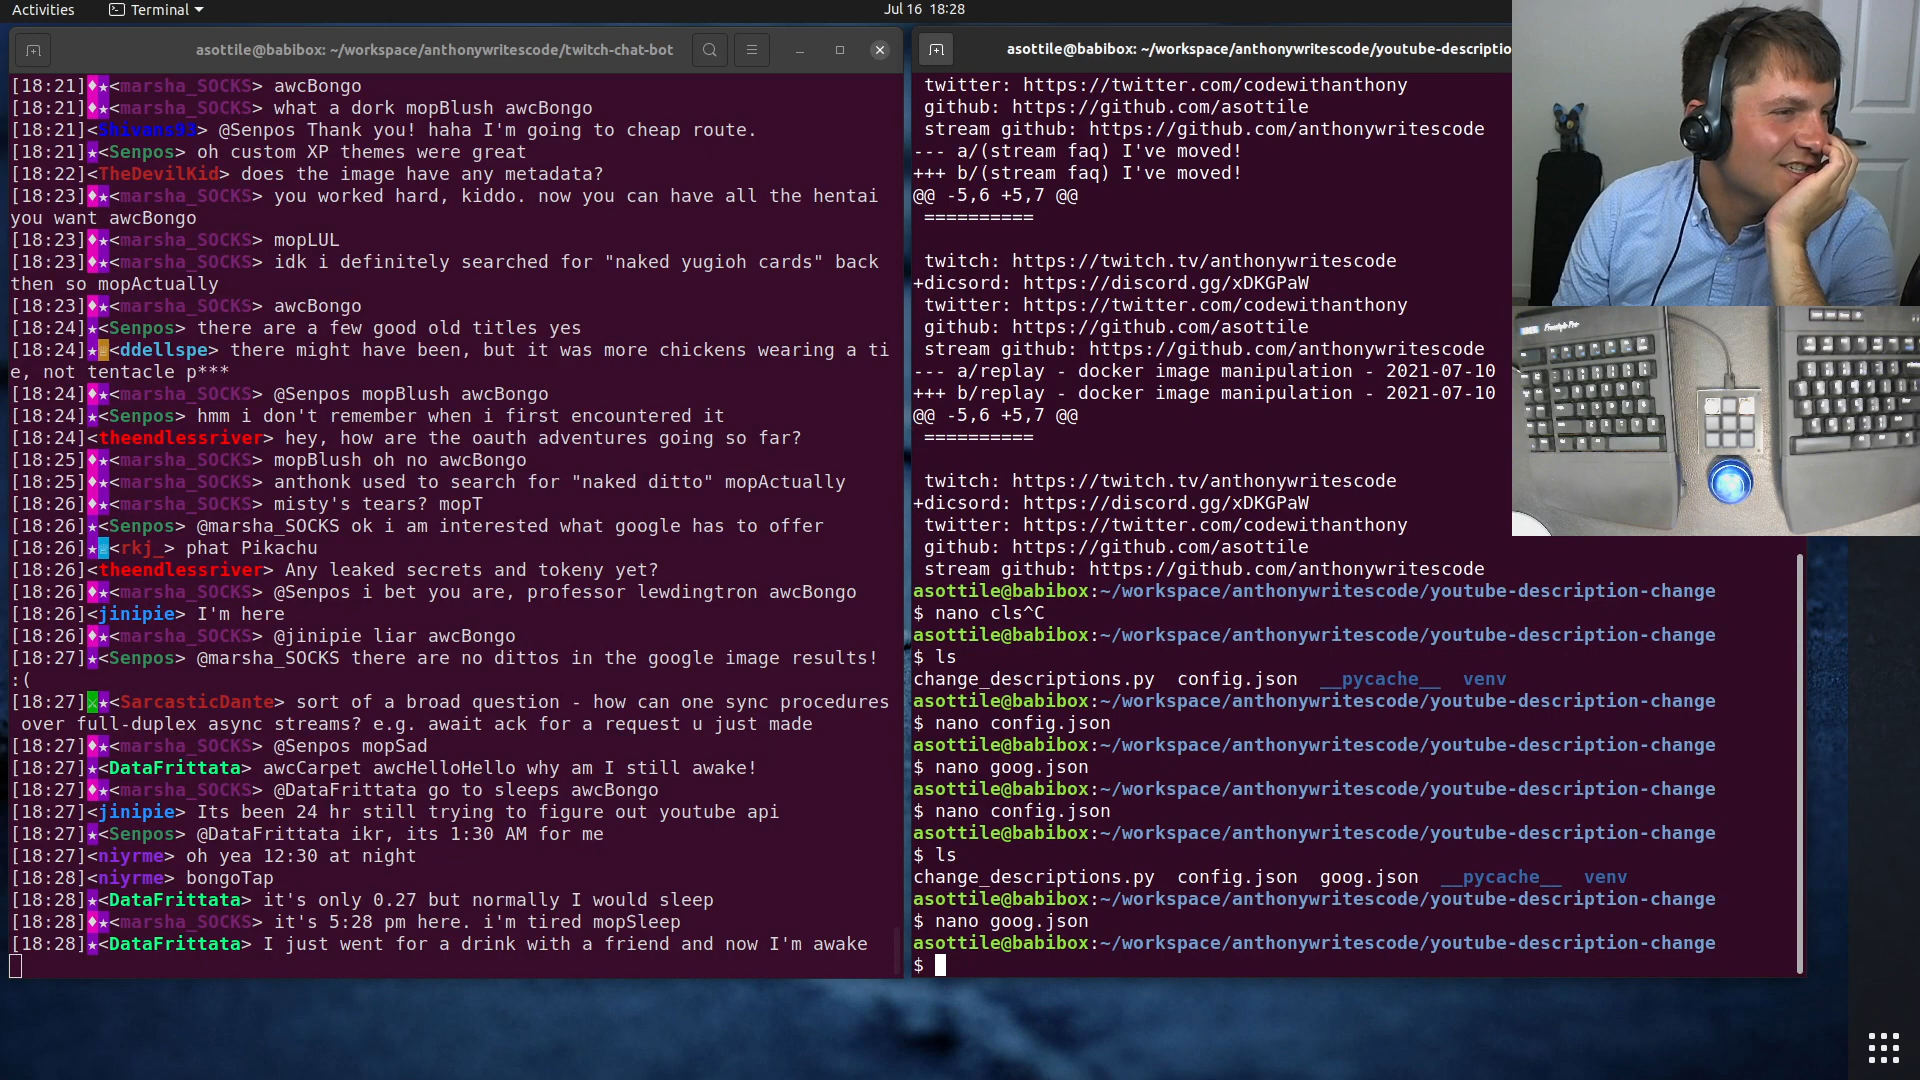 Activities
Terminal
Jul 16 18:28
asottile@babibox: ~/workspace/anthonywritescode/twitch-chat-bot
[18:21]♦★<marsha_SOCKS> awcBongo
[18:21]♦★<marsha_SOCKS> what a dork mopBlush awcBongo
[18:21]<Shivans93> @Senpos Thank you! haha I'm going to cheap route.
[18:21]★<Senpos> oh custom XP themes were great
[18:22]<TheDevilKid> does the image have any metadata?
[18:23]♦★<marsha_SOCKS> you worked hard, kiddo. now you can have all the hentai
you want awcBongo
[18:23]♦★<marsha_SOCKS> mopLUL
[18:23]♦★<marsha_SOCKS> idk i definitely searched for "naked yugioh cards" back
then so mopActually
[18:23]♦★<marsha_SOCKS> awcBongo
[18:24]★<Senpos> there are a few good old titles yes
[18:24]★<ddellspe> there might have been, but it was more chickens wearing a ti
e, not tentacle p***
[18:24]♦★<marsha_SOCKS> @Senpos mopBlush awcBongo
[18:24]★<Senpos> hmm i don't remember when i first encountered it
[18:24]<theendlessriver> hey, how are the oauth adventures going so far?
[18:25]♦★<marsha_SOCKS> mopBlush oh no awcBongo
[18:25]♦★<marsha_SOCKS> anthonk used to search for "naked ditto" mopActually
[18:26]♦★<marsha_SOCKS> misty's tears? mopT
[18:26]★<Senpos> @marsha_SOCKS ok i am interested what google has to offer
[18:26]★<rkj_> phat Pikachu
[18:26]<theendlessriver> Any leaked secrets and tokeny yet?
[18:26]♦★<marsha_SOCKS> @Senpos i bet you are, professor lewdingtron awcBongo
[18:26]<jinipie> I'm here
[18:26]♦★<marsha_SOCKS> @jinipie liar awcBongo
[18:27]★<Senpos> @marsha_SOCKS there are no dittos in the google image results!
:(
[18:27]⚔★<SarcasticDante> sort of a broad question - how can one sync procedures
over full-duplex async streams? e.g. await ack for a request u just made
[18:27]♦★<marsha_SOCKS> @Senpos mopSad
[18:27]★<DataFrittata> awcCarpet awcHelloHello why am I still awake!
[18:27]♦★<marsha_SOCKS> @DataFrittata go to sleeps awcBongo
[18:27]<jinipie> Its been 24 hr still trying to figure out youtube api
[18:27]★<Senpos> @DataFrittata ikr, its 1:30 AM for me
[18:27]<niyrme> oh yea 12:30 at night
[18:28]<niyrme> bongoTap
[18:28]★<DataFrittata> it's only 0.27 but normally I would sleep
[18:28]♦★<marsha_SOCKS> it's 5:28 pm here. i'm tired mopSleep
[18:28]★<DataFrittata> I just went for a drink with a friend and now I'm awake
asottile@babibox: ~/workspace/anthonywritescode/youtube-descriptio
twitter: https://twitter.com/codewithanthony
github: https://github.com/asottile
stream github: https://github.com/anthonywritescode
--- a/(stream faq) I've moved!
+++ b/(stream faq) I've moved!
@@ -5,6 +5,7 @@
==========
twitch: https://twitch.tv/anthonywritescode
+dicsord: https://discord.gg/xDKGPaW
twitter: https://twitter.com/codewithanthony
github: https://github.com/asottile
stream github: https://github.com/anthonywritescode
--- a/replay - docker image manipulation - 2021-07-10
+++ b/replay - docker image manipulation - 2021-07-10
@@ -5,6 +5,7 @@
==========
twitch: https://twitch.tv/anthonywritescode
+dicsord: https://discord.gg/xDKGPaW
twitter: https://twitter.com/codewithanthony
github: https://github.com/asottile
stream github: https://github.com/anthonywritescode
asottile@babibox:~/workspace/anthonywritescode/youtube-description-change
$ nano cls^C
asottile@babibox:~/workspace/anthonywritescode/youtube-description-change
$ ls
change_descriptions.py config.json __pycache__ venv
asottile@babibox:~/workspace/anthonywritescode/youtube-description-change
$ nano config.json
asottile@babibox:~/workspace/anthonywritescode/youtube-description-change
$ nano goog.json
asottile@babibox:~/workspace/anthonywritescode/youtube-description-change
$ nano config.json
asottile@babibox:~/workspace/anthonywritescode/youtube-description-change
$ ls
change_descriptions.py config.json goog.json __pycache__ venv
asottile@babibox:~/workspace/anthonywritescode/youtube-description-change
$ nano goog.json
asottile@babibox:~/workspace/anthonywritescode/youtube-description-change
$
Freestyle Pro